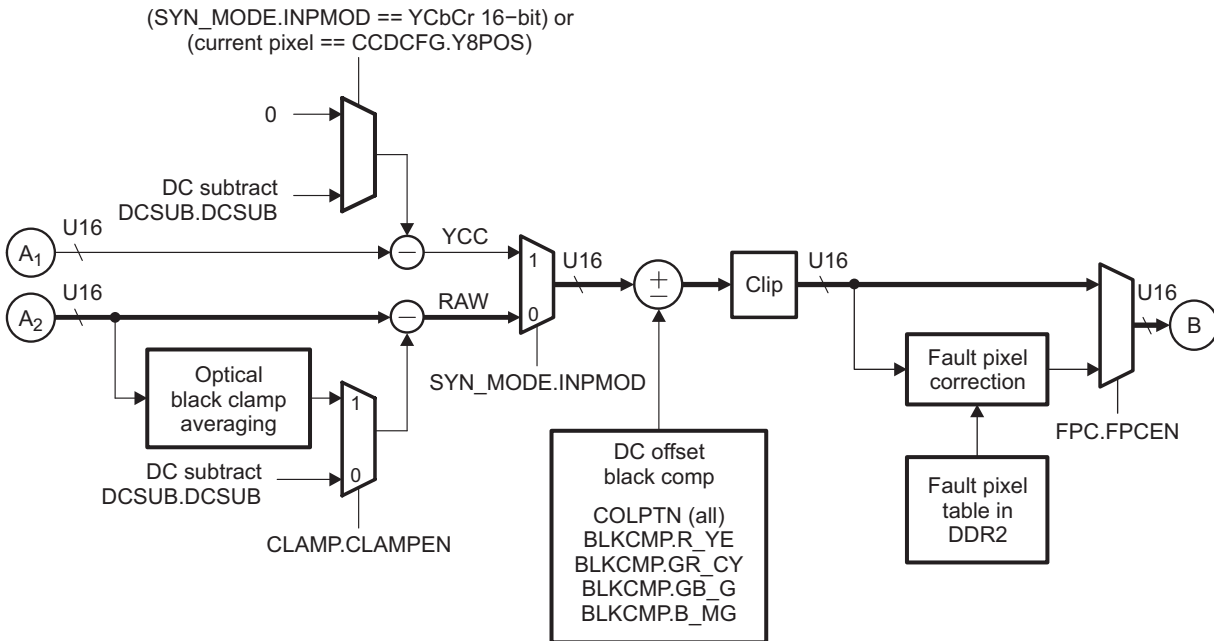 (SYN_MODE.INPMOD == YCbCr 16−bit) or
(current pixel == CCDCFG.Y8POS)
0
DC subtract
DCSUB.DCSUB
A1
U16
−
YCC
A2
U16
−
RAW
1
0
SYN_MODE.INPMOD
U16
+
−
Clip
U16
U16
B
Optical
black clamp
averaging
1
0
DC subtract
DCSUB.DCSUB
CLAMP.CLAMPEN
DC offset
black comp
COLPTN (all)
BLKCMP.R_YE
BLKCMP.GR_CY
BLKCMP.GB_G
BLKCMP.B_MG
Fault pixel
correction
FPC.FPCEN
Fault pixel
table in
DDR2